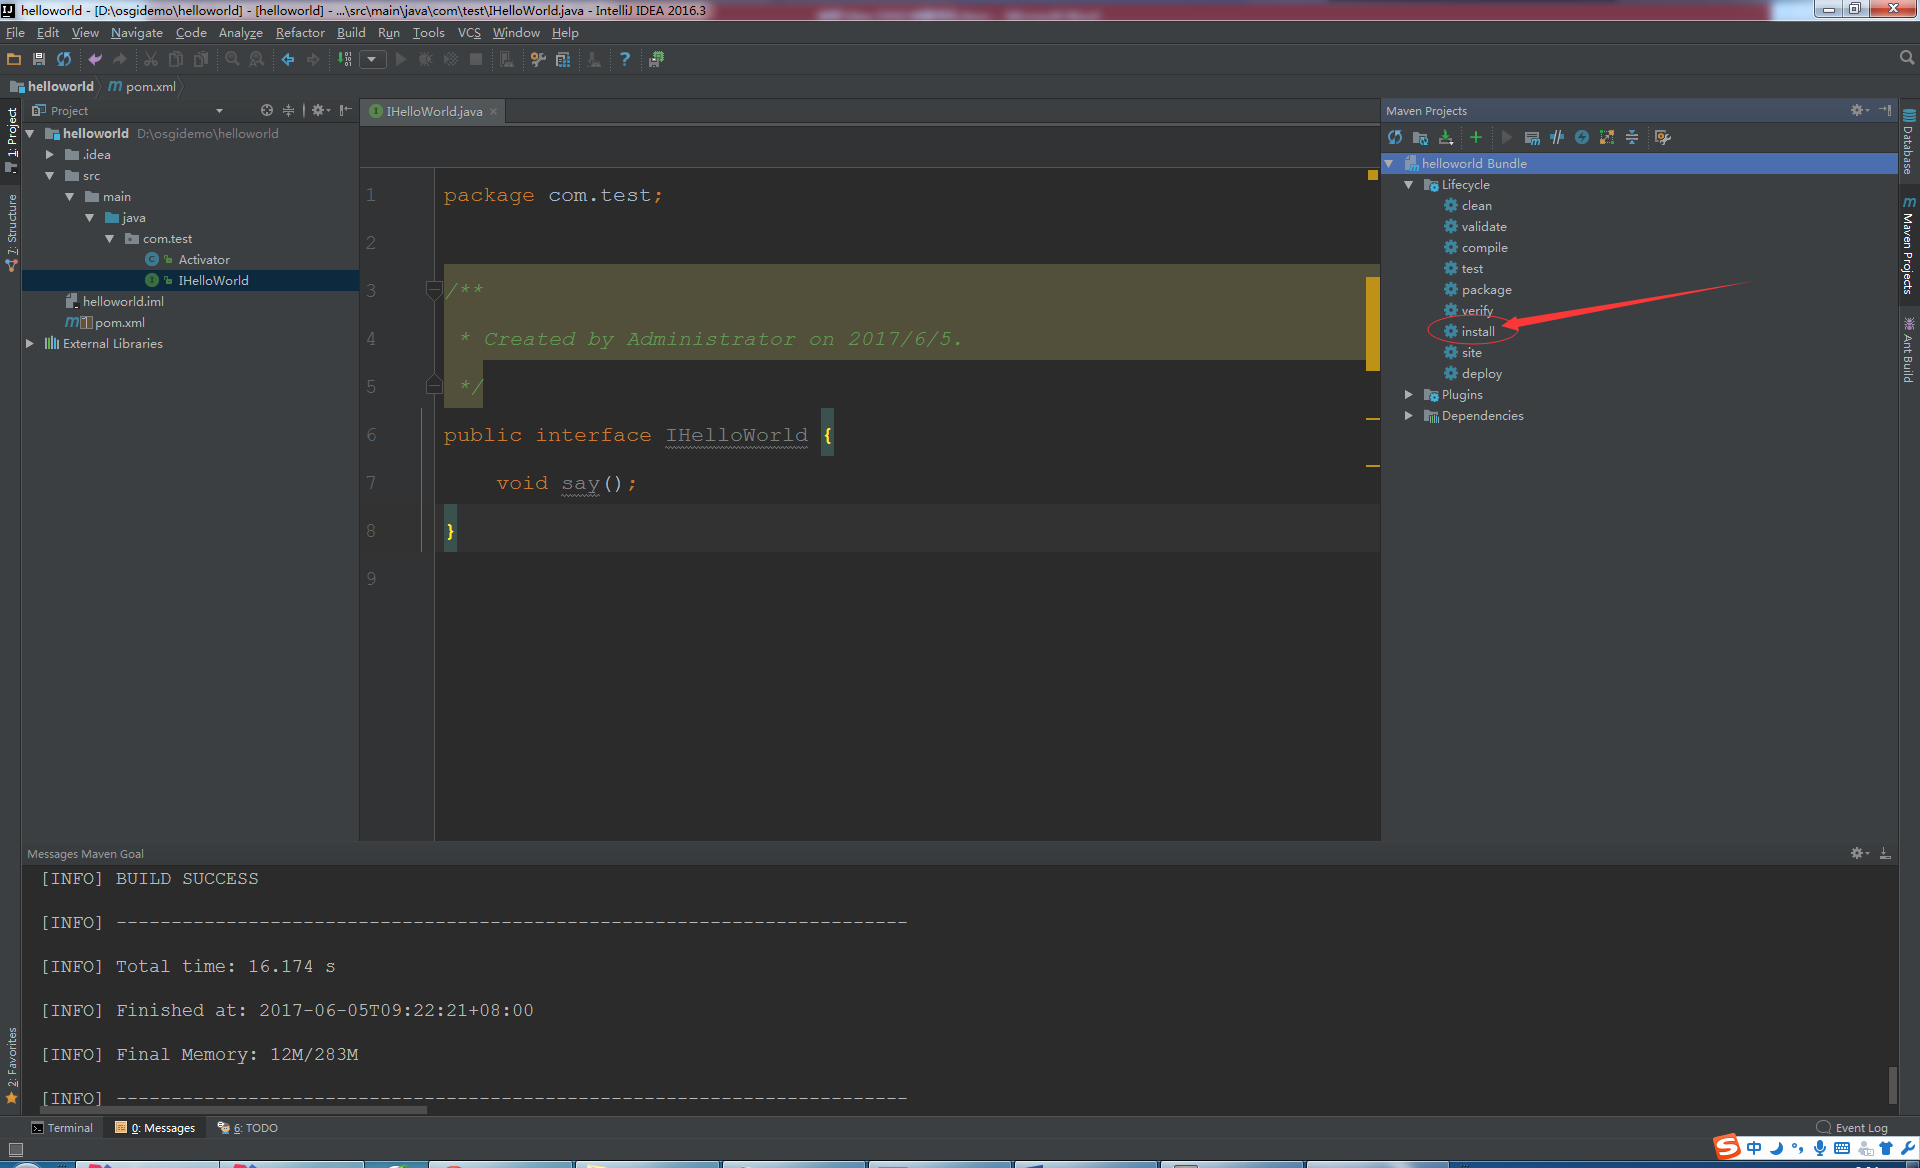 helloworld - [D:\osgidemo\helloworld] - [helloworld] - ...\src\main\java\com\test\IHelloWorld.java - IntelliJ IDEA 2016.3
File Edit View Navigate Code Analyze Refactor Build Run Tools VCS Window Help
helloworld pom.xml
Project
IHelloWorld.java
Maven Projects
1: Project
7: Structure
2: Favorites
helloworld D:\osgidemo\helloworld
.idea
src
main
java
com.test
Activator
IHelloWorld
helloworld.iml
pom.xml
External Libraries
1 package com.test;
2
3 /**
4 * Created by Administrator on 2017/6/5.
5 */
6 public interface IHelloWorld {
7 void say();
8 }
9
helloworld Bundle
Lifecycle
clean
validate
compile
test
package
verify
install
site
deploy
Plugins
Dependencies
Database
Maven Projects
Ant Build
Messages Maven Goal
[INFO] BUILD SUCCESS
[INFO] ------------------------------------------------------------------------
[INFO] Total time: 16.174 s
[INFO] Finished at: 2017-06-05T09:22:21+08:00
[INFO] Final Memory: 12M/283M
[INFO] ------------------------------------------------------------------------
Terminal 0: Messages 6: TODO
Event Log
S 中